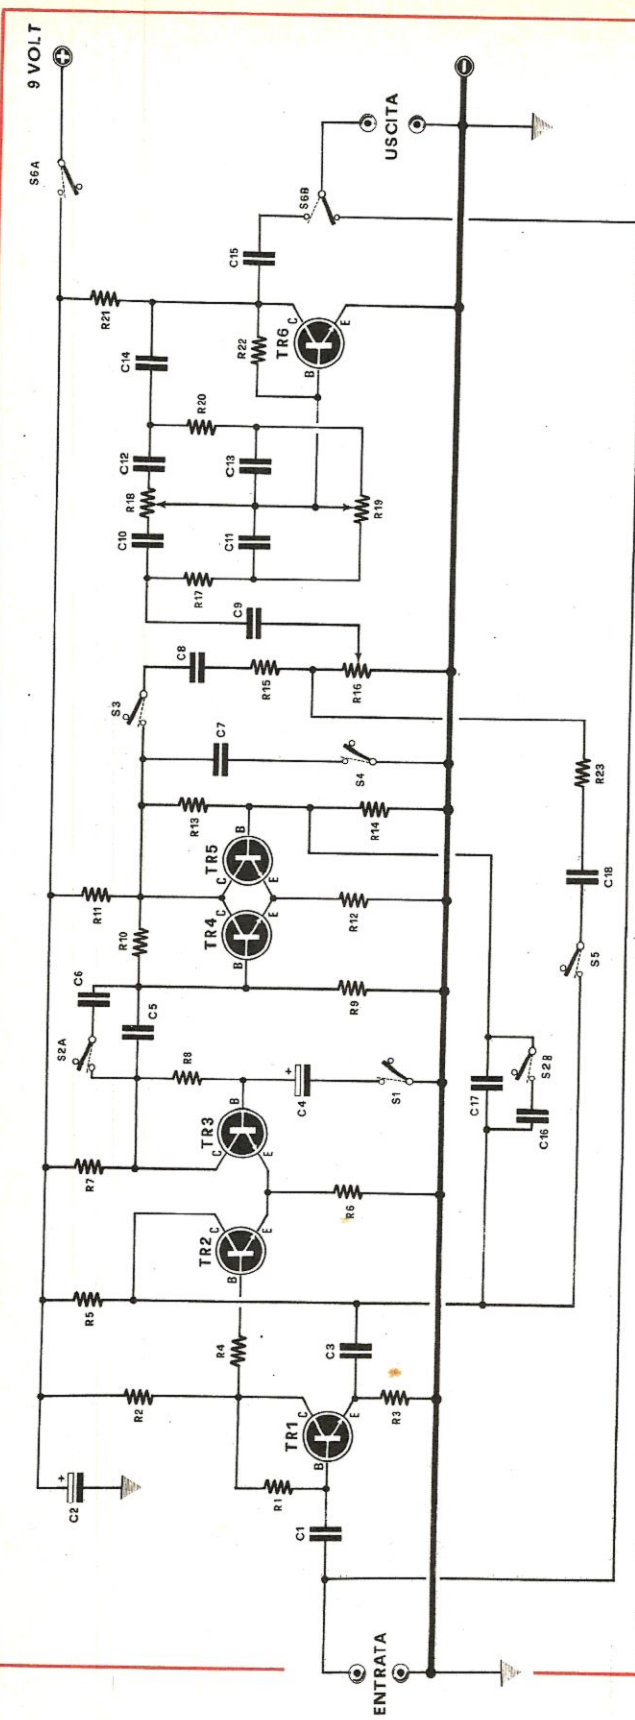 9 VOLT
+
S6A
C2
+
R2
R5
R7
S2A
C6
R11
S3
C10
R18
C12
C14
R21
C15
S6B
USCITA
-
R1
R4
TR2
B
C
E
TR3
B
C
E
R8
C5
R10
TR4
B
C
E
TR5
B
C
E
R13
C7
C8
R15
C9
R17
C11
C13
R20
R22
TR6
B
C
E
ENTRATA
C1
TR1
B
C
E
R3
C3
R6
C4
+
S1
R9
R12
R14
S4
R16
R19
C17
C16
S2B
S5
C18
R23